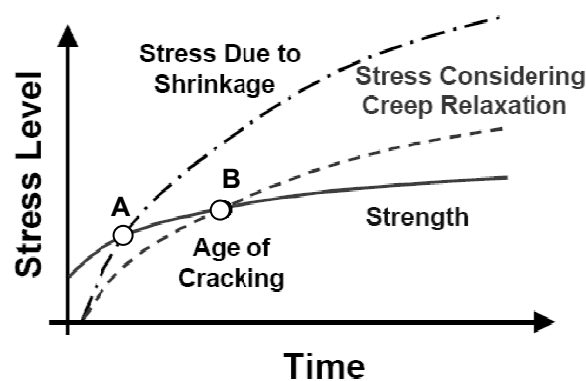 Stress Due to
Shrinkage
Stress Considering
Creep Relaxation
A
B
Strength
Age of
Cracking
Stress Level
Time